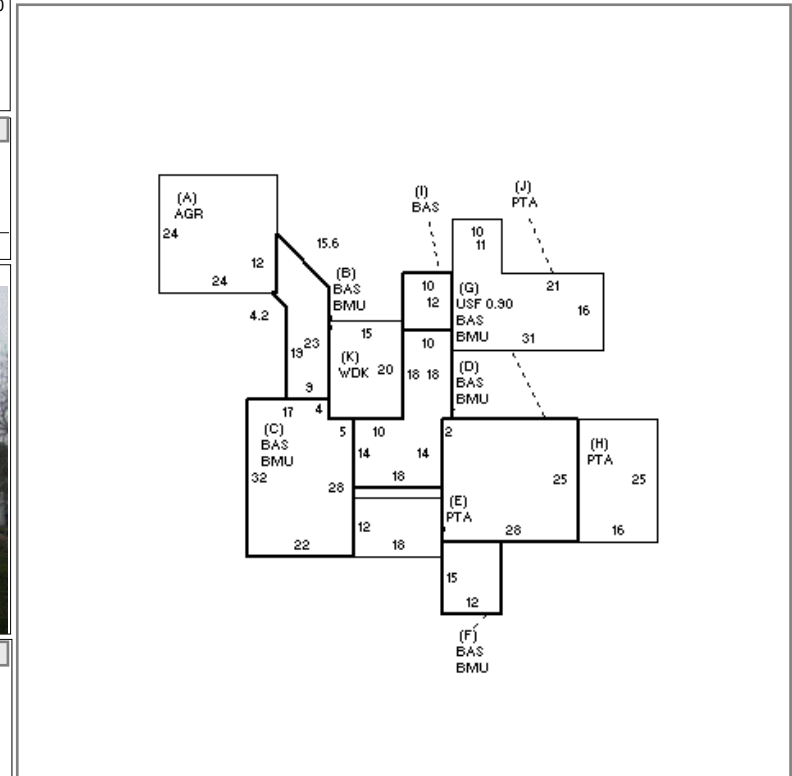 (A)
AGR
24
12
24
4.2
15.6
(B)
BAS
BMU
19
23
9
(I)
BAS
(J)
PTA
10
11
10
12
(G)
USF 0.90
BAS
BMU
21
16
31
15
(K)
WDK
20
10
18
18
(D)
BAS
BMU
17
4
(C)
BAS
BMU
32
28
22
5
10
14
14
18
2
(E)
PTA
12
18
25
28
(H)
PTA
25
16
15
12
(F)
BAS
BMU